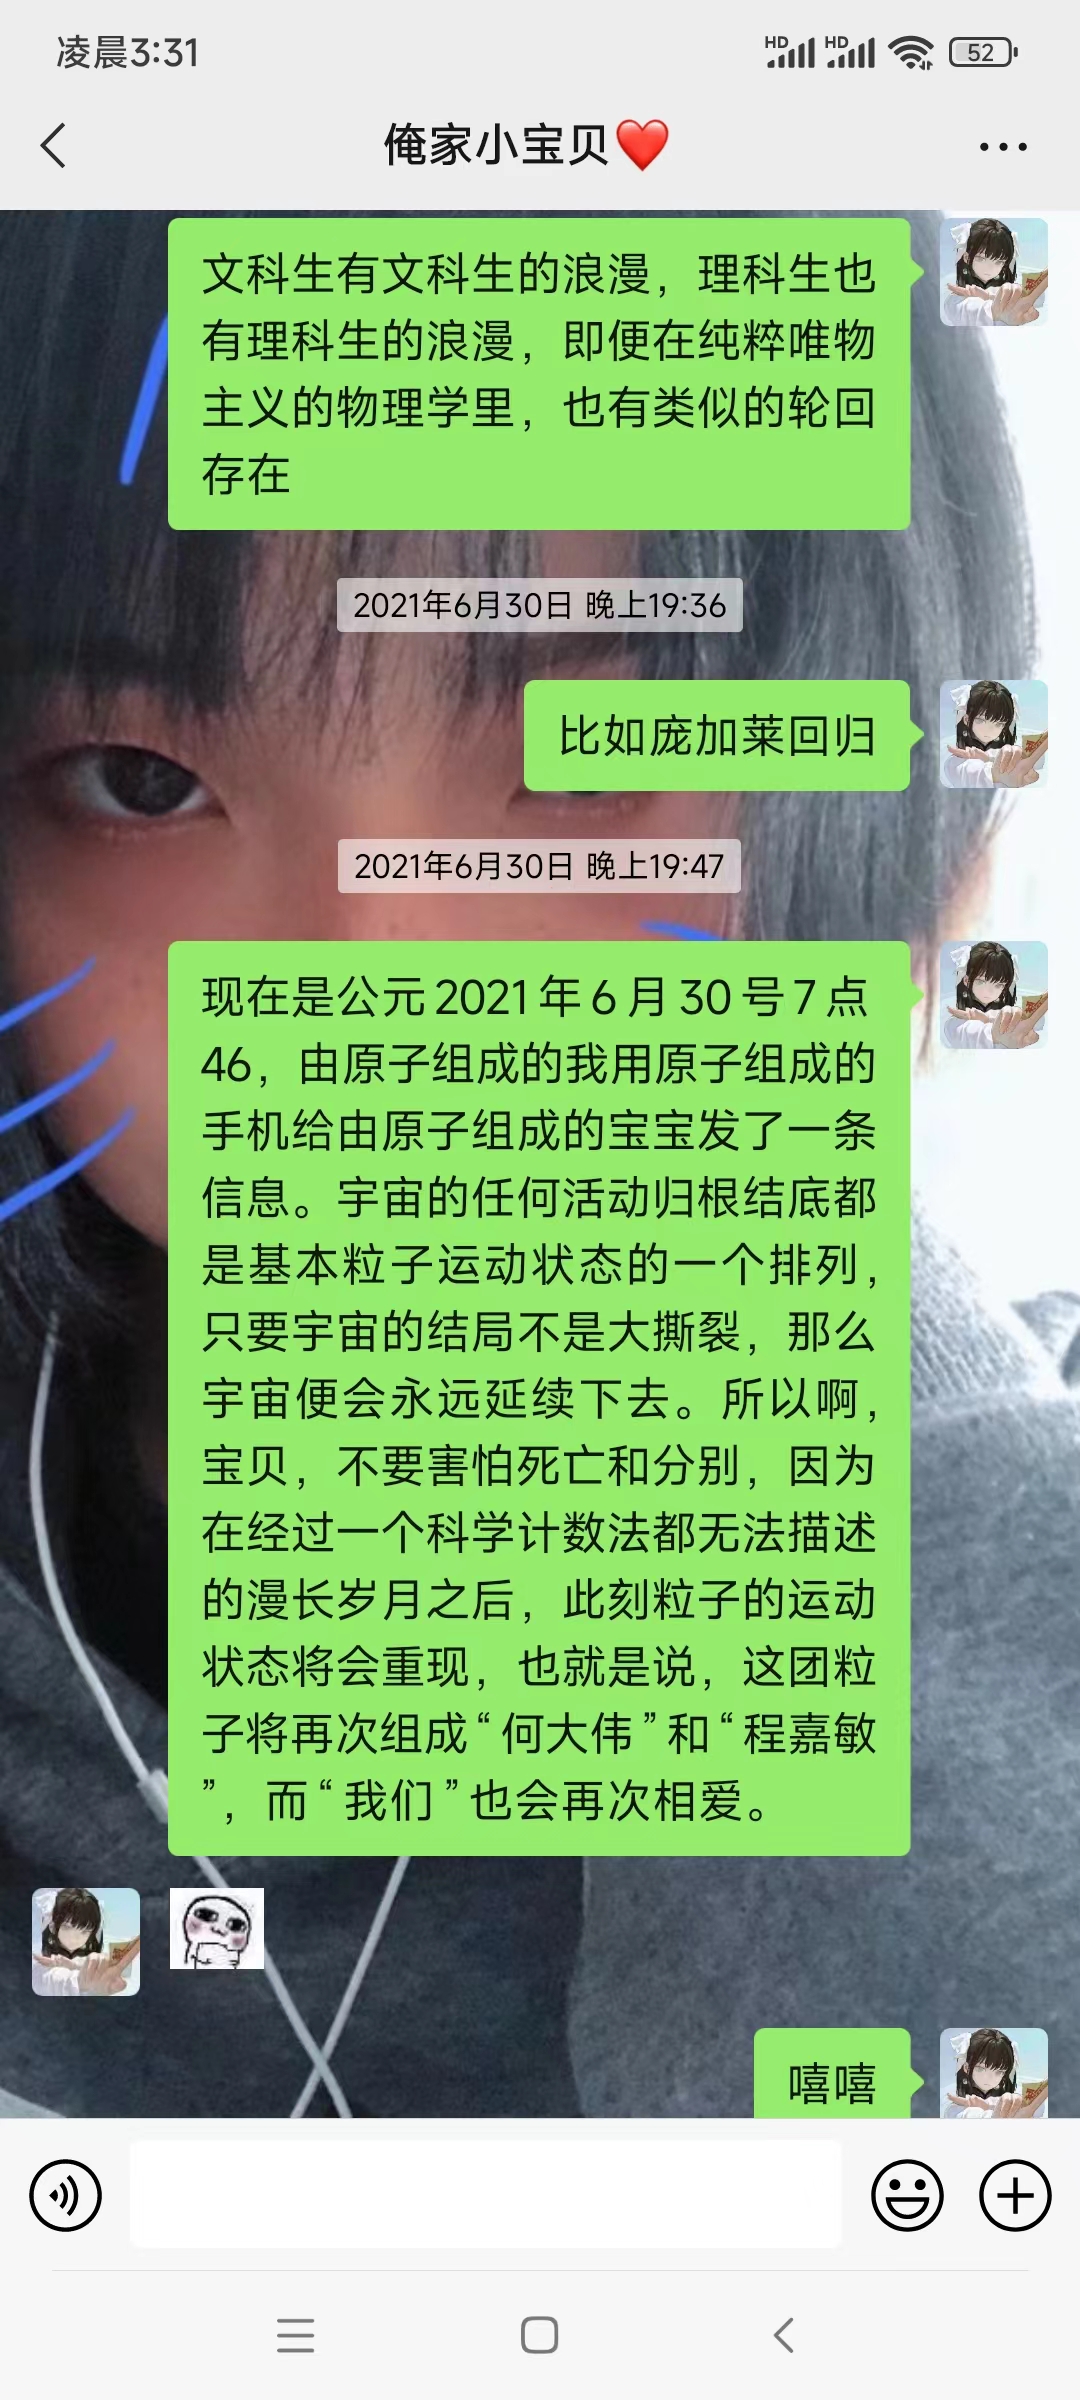 凌晨3:31
HD HD 52
俺家小宝贝❤️
文科生有文科生的浪漫，理科生也
有理科生的浪漫，即便在纯粹唯物
主义的物理学里，也有类似的轮回
存在
2021年6月30日 晚上19:36
比如庞加莱回归
2021年6月30日 晚上19:47
现在是公元2021年6月30号7点
46，由原子组成的我用原子组成的
手机给由原子组成的宝宝发了一条
信息。宇宙的任何活动归根结底都
是基本粒子运动状态的一个排列，
只要宇宙的结局不是大撕裂，那么
宇宙便会永远延续下去。所以啊，
宝贝，不要害怕死亡和分别，因为
在经过一个科学计数法都无法描述
的漫长岁月之后，此刻粒子的运动
状态将会重现，也就是说，这团粒
子将再次组成“何大伟”和“程嘉敏
”，而“我们”也会再次相爱。
嘻嘻